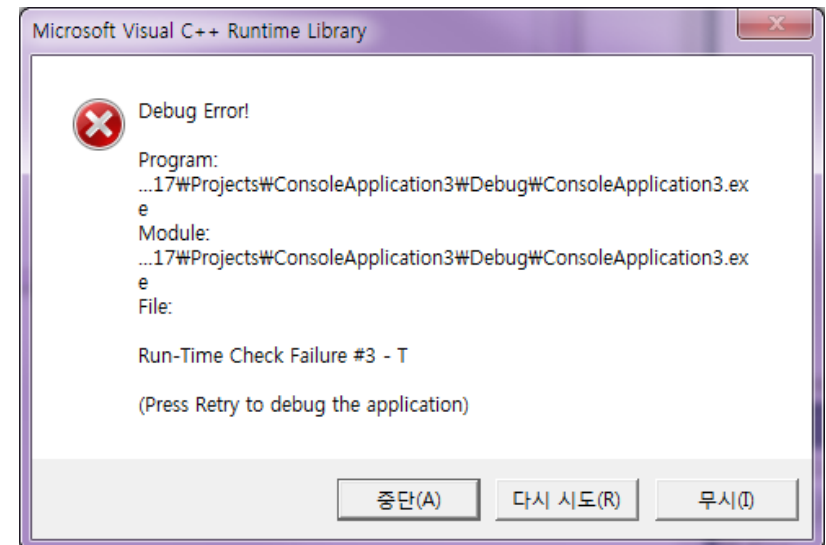 Microsoft Visual C++ Runtime Library
Debug Error!
Program:
...17₩Projects₩ConsoleApplication3₩Debug₩ConsoleApplication3.ex
e
Module:
...17₩Projects₩ConsoleApplication3₩Debug₩ConsoleApplication3.ex
e
File:
Run-Time Check Failure #3 - T
(Press Retry to debug the application)
중단(A) 다시 시도(R) 무시(I)